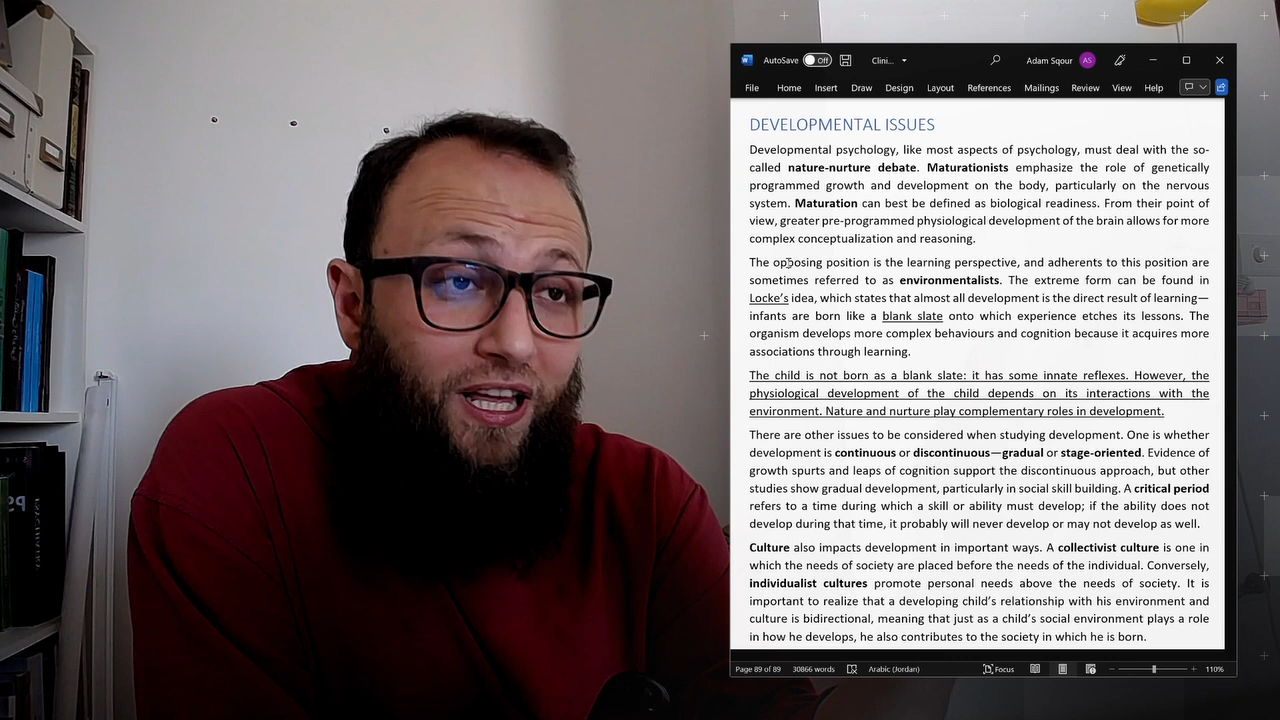 AutoSave Off Clini... Adam Sqour AS
File Home Insert Draw Design Layout References Mailings Review View Help
DEVELOPMENTAL ISSUES
Developmental psychology, like most aspects of psychology, must deal with the so-
called nature-nurture debate. Maturationists emphasize the role of genetically
programmed growth and development on the body, particularly on the nervous
system. Maturation can best be defined as biological readiness. From their point of
view, greater pre-programmed physiological development of the brain allows for more
complex conceptualization and reasoning.
The opposing position is the learning perspective, and adherents to this position are
sometimes referred to as environmentalists. The extreme form can be found in
Locke's idea, which states that almost all development is the direct result of learning—
infants are born like a blank slate onto which experience etches its lessons. The
organism develops more complex behaviours and cognition because it acquires more
associations through learning.
The child is not born as a blank slate: it has some innate reflexes. However, the
physiological development of the child depends on its interactions with the
environment. Nature and nurture play complementary roles in development.
There are other issues to be considered when studying development. One is whether
development is continuous or discontinuous—gradual or stage-oriented. Evidence of
growth spurts and leaps of cognition support the discontinuous approach, but other
studies show gradual development, particularly in social skill building. A critical period
refers to a time during which a skill or ability must develop; if the ability does not
develop during that time, it probably will never develop or may not develop as well.
Culture also impacts development in important ways. A collectivist culture is one in
which the needs of society are placed before the needs of the individual. Conversely,
individualist cultures promote personal needs above the needs of society. It is
important to realize that a developing child's relationship with his environment and
culture is bidirectional, meaning that just as a child's social environment plays a role
in how he develops, he also contributes to the society in which he is born.
Page 89 of 89 30866 words Arabic (Jordan) Focus 110%